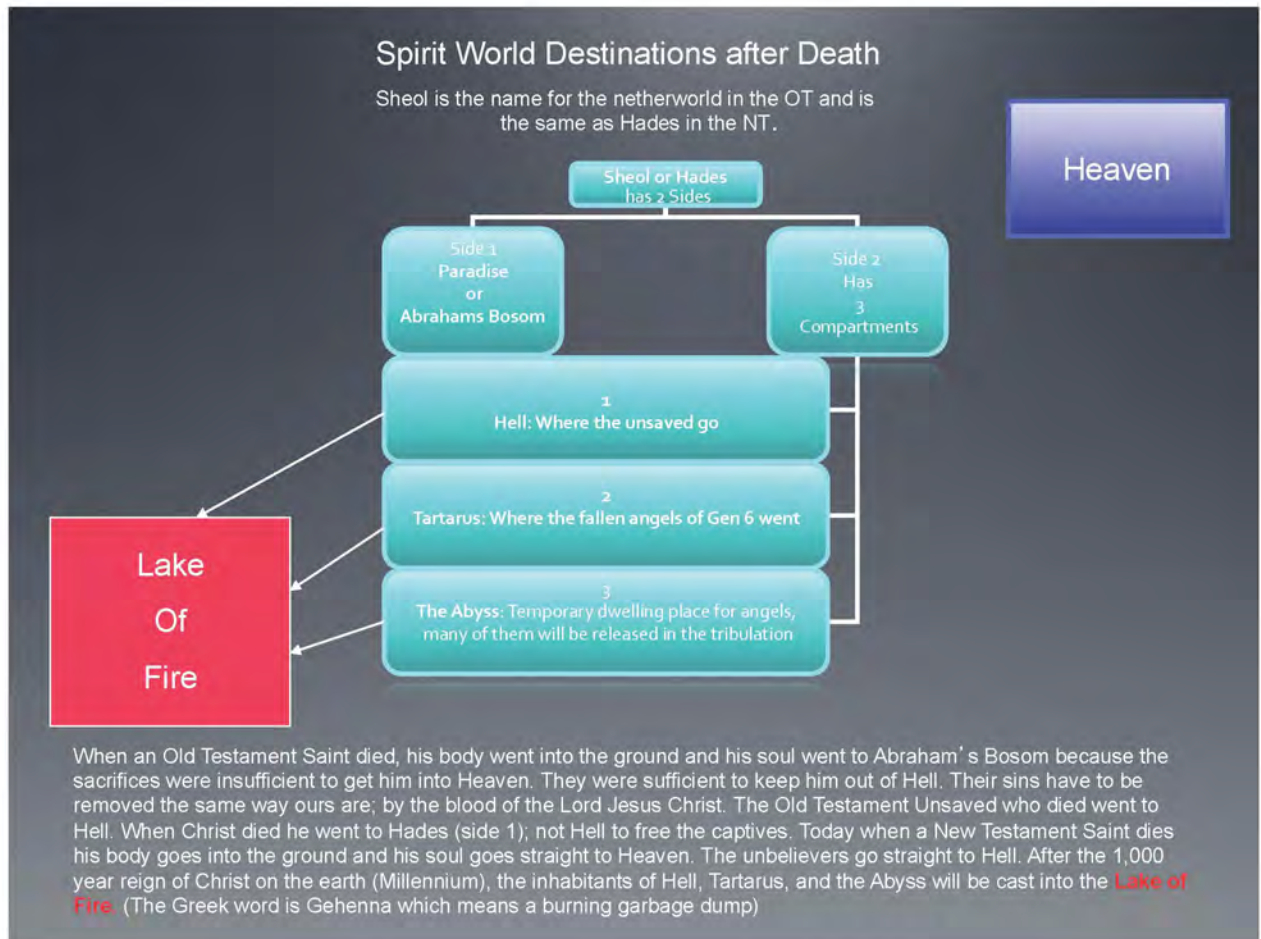 Spirit World Destinations after Death
Sheol is the name for the netherworld in the OT and is
the same as Hades in the NT.
Heaven
Sheol or Hades
has 2 Sides
Side 1
Paradise
or
Abrahams Bosom
Side 2
Has
3
Compartments
1
Hell: Where the unsaved go
2
Tartarus: Where the fallen angels of Gen 6 went
3
The Abyss: Temporary dwelling place for angels,
many of them will be released in the tribulation
Lake
Of
Fire
When an Old Testament Saint died, his body went into the ground and his soul went to Abraham's Bosom because the
sacrifices were insufficient to get him into Heaven. They were sufficient to keep him out of Hell. Their sins have to be
removed the same way ours are; by the blood of the Lord Jesus Christ. The Old Testament Unsaved who died went to
Hell. When Christ died he went to Hades (side 1); not Hell to free the captives. Today when a New Testament Saint dies
his body goes into the ground and his soul goes straight to Heaven. The unbelievers go straight to Hell. After the 1,000
year reign of Christ on the earth (Millennium), the inhabitants of Hell, Tartarus, and the Abyss will be cast into the Lake of
Fire. (The Greek word is Gehenna which means a burning garbage dump)